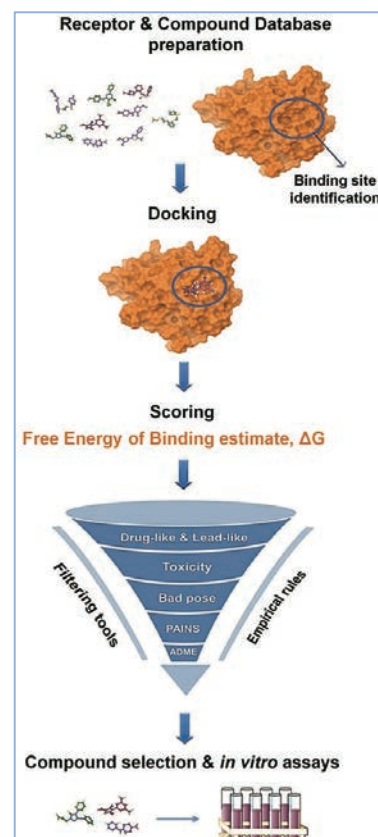 Receptor & Compound Database
preparation
Binding site
identification
Docking
Scoring
Free Energy of Binding estimate, ΔG
Drug-like & Lead-like
Toxicity
Bad pose
PAINS
ADME
Filtering tools
Empirical rules
Compound selection & in vitro assays